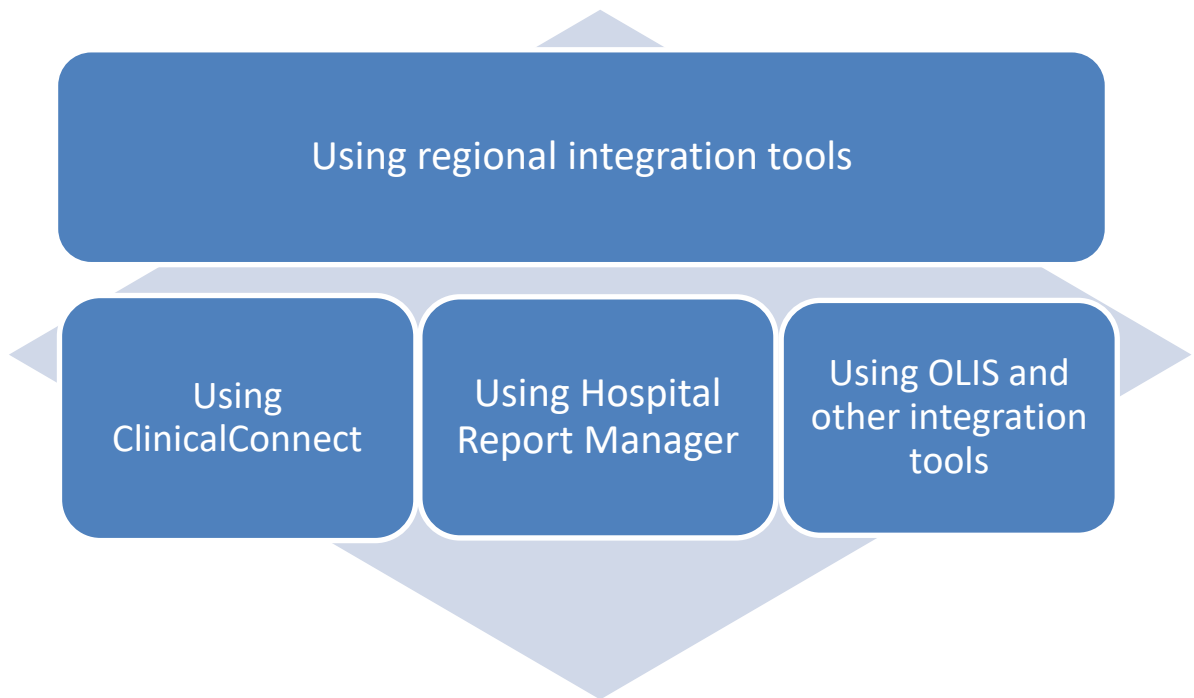 Using regional integration tools
Using
ClinicalConnect
Using Hospital
Report Manager
Using OLIS and
other integration
tools